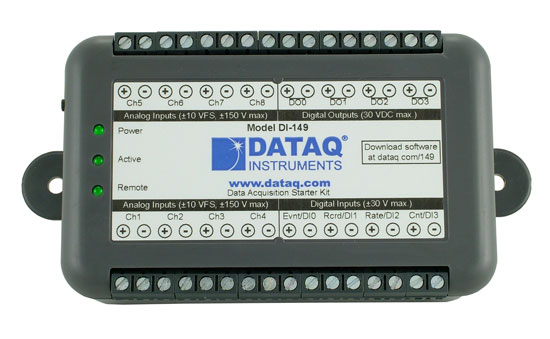 Ch5 Ch6 Ch7 Ch8 DO0 DO1 DO2 DO3
Analog Inputs (±10 VFS, ±150 V max) Digital Outputs (30 VDC max.)
Model DI-149
Power
DATAQ®
INSTRUMENTS
Download software
at dataq.com/149
Active
Remote
www.dataq.com
Data Acquisition Starter Kit
Analog Inputs (±10 VFS, ±150 V max) Digital Inputs (±30 V max.)
Ch1 Ch2 Ch3 Ch4 Evnt/DI0 Rcrd/DI1 Rate/DI2 Cnt/DI3